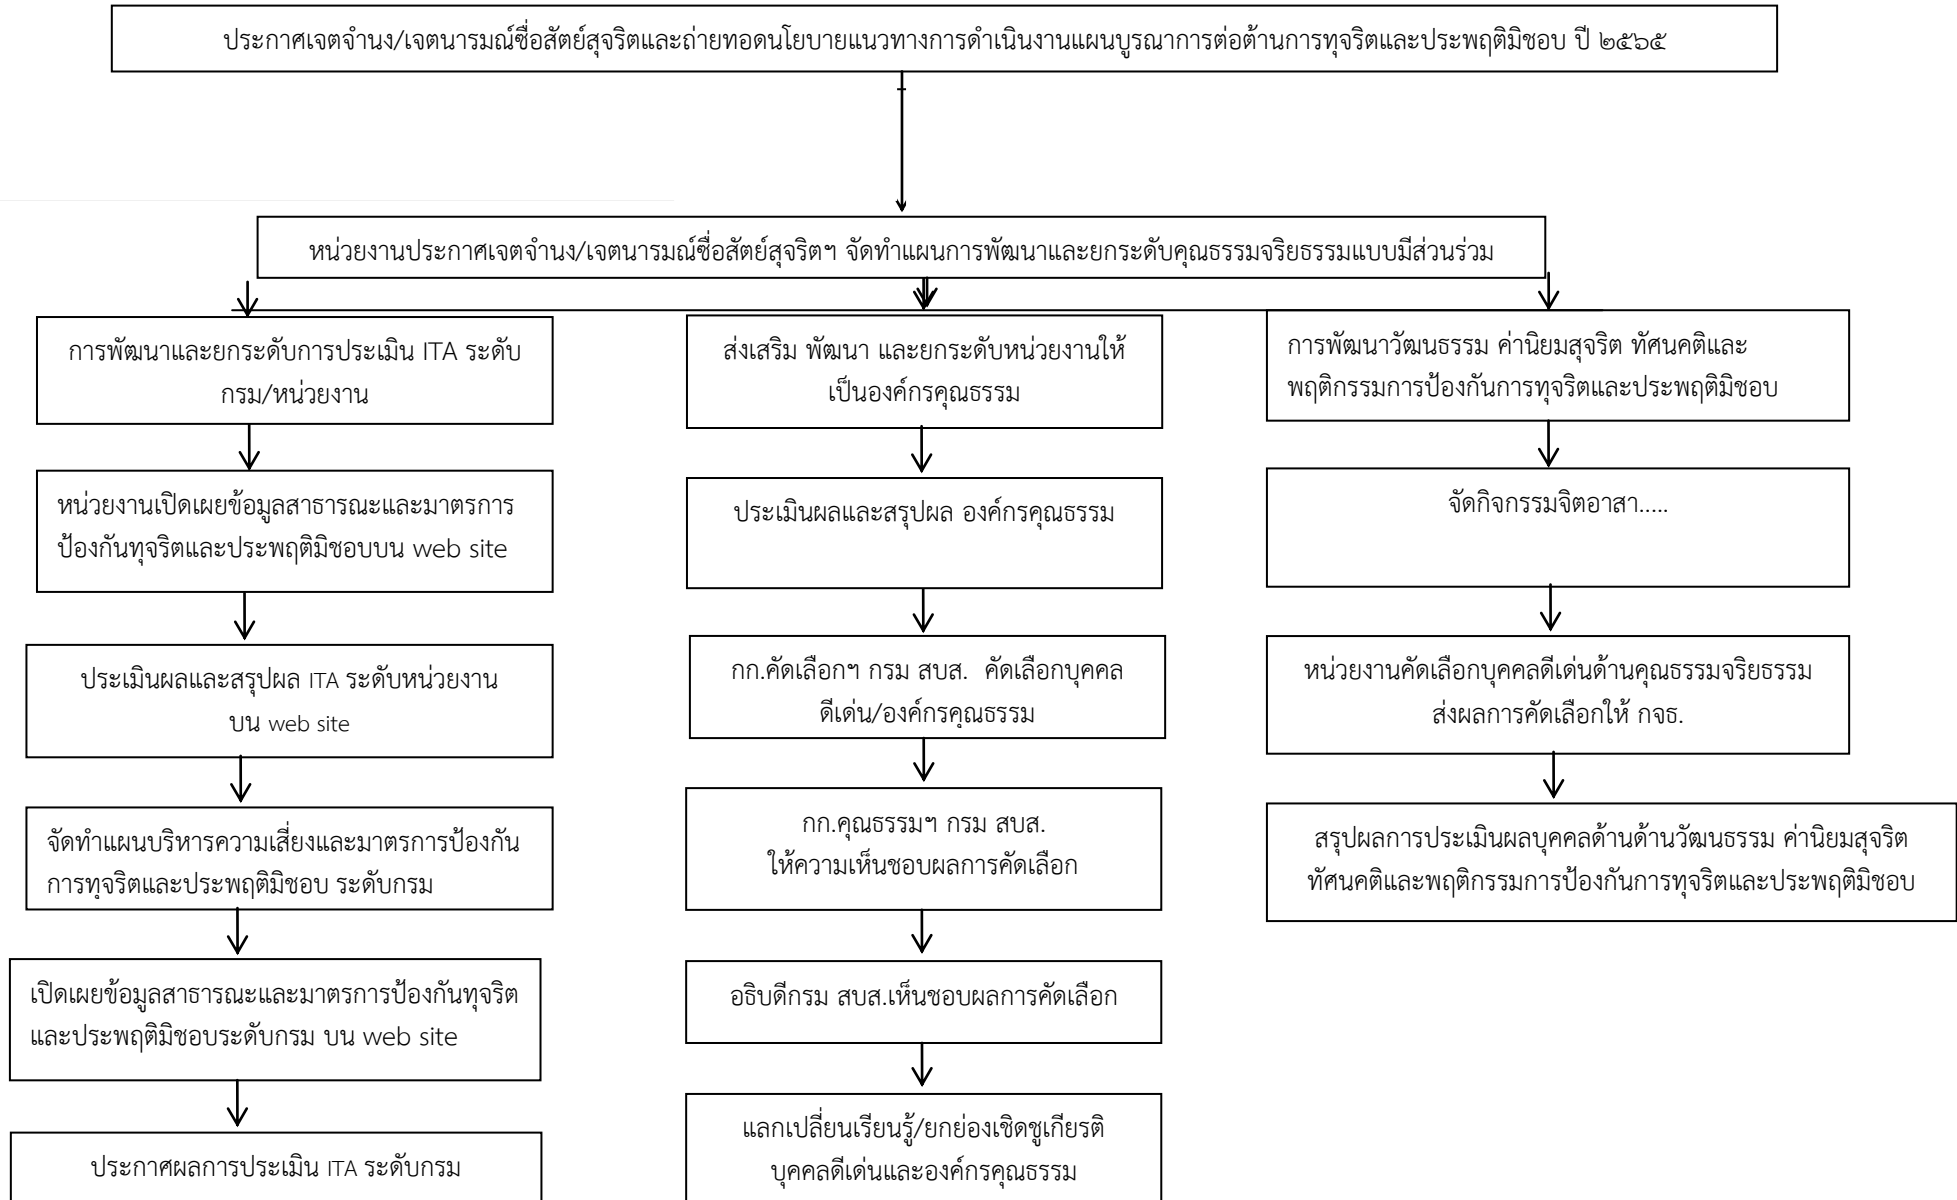 ประกาศเจตจำนง/เจตนารมณ์ซื่อสัตย์สุจริตและถ่ายทอดนโยบายแนวทางการดำเนินงานแผนบูรณาการต่อต้านการทุจริตและประพฤติมิชอบ ปี ๒๕๖๕
หน่วยงานประกาศเจตจำนง/เจตนารมณ์ซื่อสัตย์สุจริตฯ จัดทำแผนการพัฒนาและยกระดับคุณธรรมจริยธรรมแบบมีส่วนร่วม
การพัฒนาและยกระดับการประเมิน ITA ระดับ
กรม/หน่วยงาน
หน่วยงานเปิดเผยข้อมูลสาธารณะและมาตรการ
ป้องกันทุจริตและประพฤติมิชอบบน web site
ประเมินผลและสรุปผล ITA ระดับหน่วยงาน
บน web site
จัดทำแผนบริหารความเสี่ยงและมาตรการป้องกัน
การทุจริตและประพฤติมิชอบ ระดับกรม
เปิดเผยข้อมูลสาธารณะและมาตรการป้องกันทุจริต
และประพฤติมิชอบระดับกรม บน web site
ประกาศผลการประเมิน ITA ระดับกรม
ส่งเสริม พัฒนา และยกระดับหน่วยงานให้
เป็นองค์กรคุณธรรม
ประเมินผลและสรุปผล องค์กรคุณธรรม
กก.คัดเลือกฯ กรม สบส. คัดเลือกบุคคล
ดีเด่น/องค์กรคุณธรรม
กก.คุณธรรมฯ กรม สบส.
ให้ความเห็นชอบผลการคัดเลือก
อธิบดีกรม สบส.เห็นชอบผลการคัดเลือก
แลกเปลี่ยนเรียนรู้/ยกย่องเชิดชูเกียรติ
บุคคลดีเด่นและองค์กรคุณธรรม
การพัฒนาวัฒนธรรม ค่านิยมสุจริต ทัศนคติและ
พฤติกรรมการป้องกันการทุจริตและประพฤติมิชอบ
จัดกิจกรรมจิตอาสา.....
หน่วยงานคัดเลือกบุคคลดีเด่นด้านคุณธรรมจริยธรรม
ส่งผลการคัดเลือกให้ กจธ.
สรุปผลการประเมินผลบุคคลด้านด้านวัฒนธรรม ค่านิยมสุจริต
ทัศนคติและพฤติกรรมการป้องกันการทุจริตและประพฤติมิชอบ